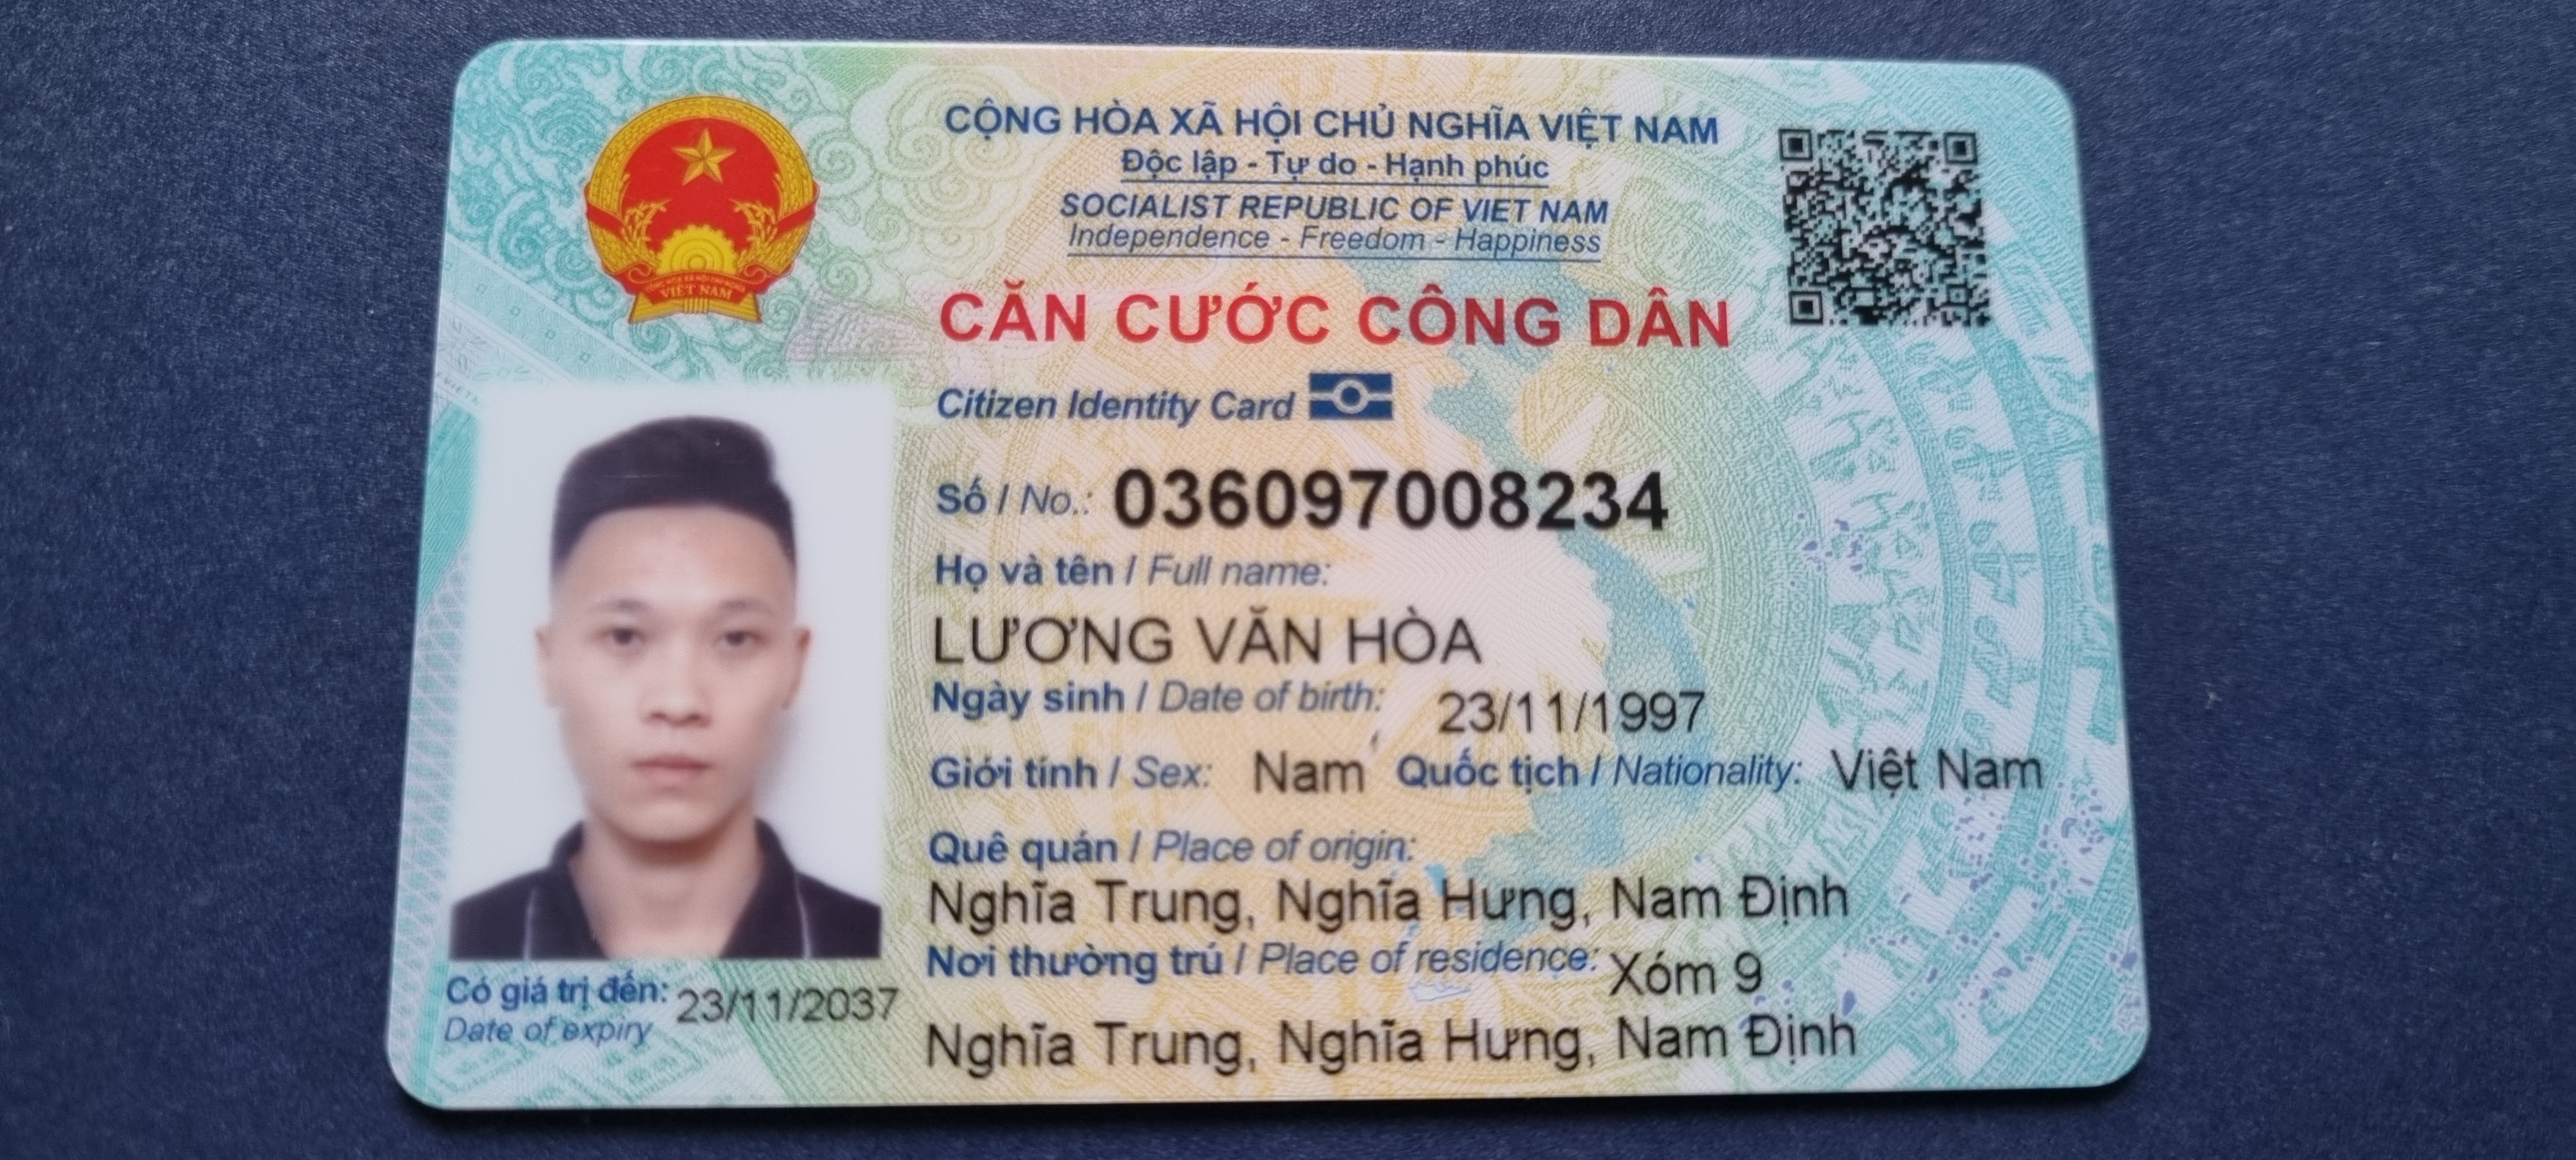 CỘNG HÒA XÃ HỘI CHỦ NGHĨA VIỆT NAM
Độc lập - Tự do - Hạnh phúc
SOCIALIST REPUBLIC OF VIET NAM
Independence - Freedom - Happiness
CĂN CƯỚC CÔNG DÂN
Citizen Identity Card
Số / No.: 036097008234
Họ và tên / Full name:
LƯƠNG VĂN HÒA
Ngày sinh / Date of birth: 23/11/1997
Giới tính / Sex: Nam Quốc tịch / Nationality: Việt Nam
Quê quán / Place of origin:
Nghĩa Trung, Nghĩa Hưng, Nam Định
Nơi thường trú / Place of residence: Xóm 9
Nghĩa Trung, Nghĩa Hưng, Nam Định
Có giá trị đến: 23/11/2037
Date of expiry
VIỆT NAM